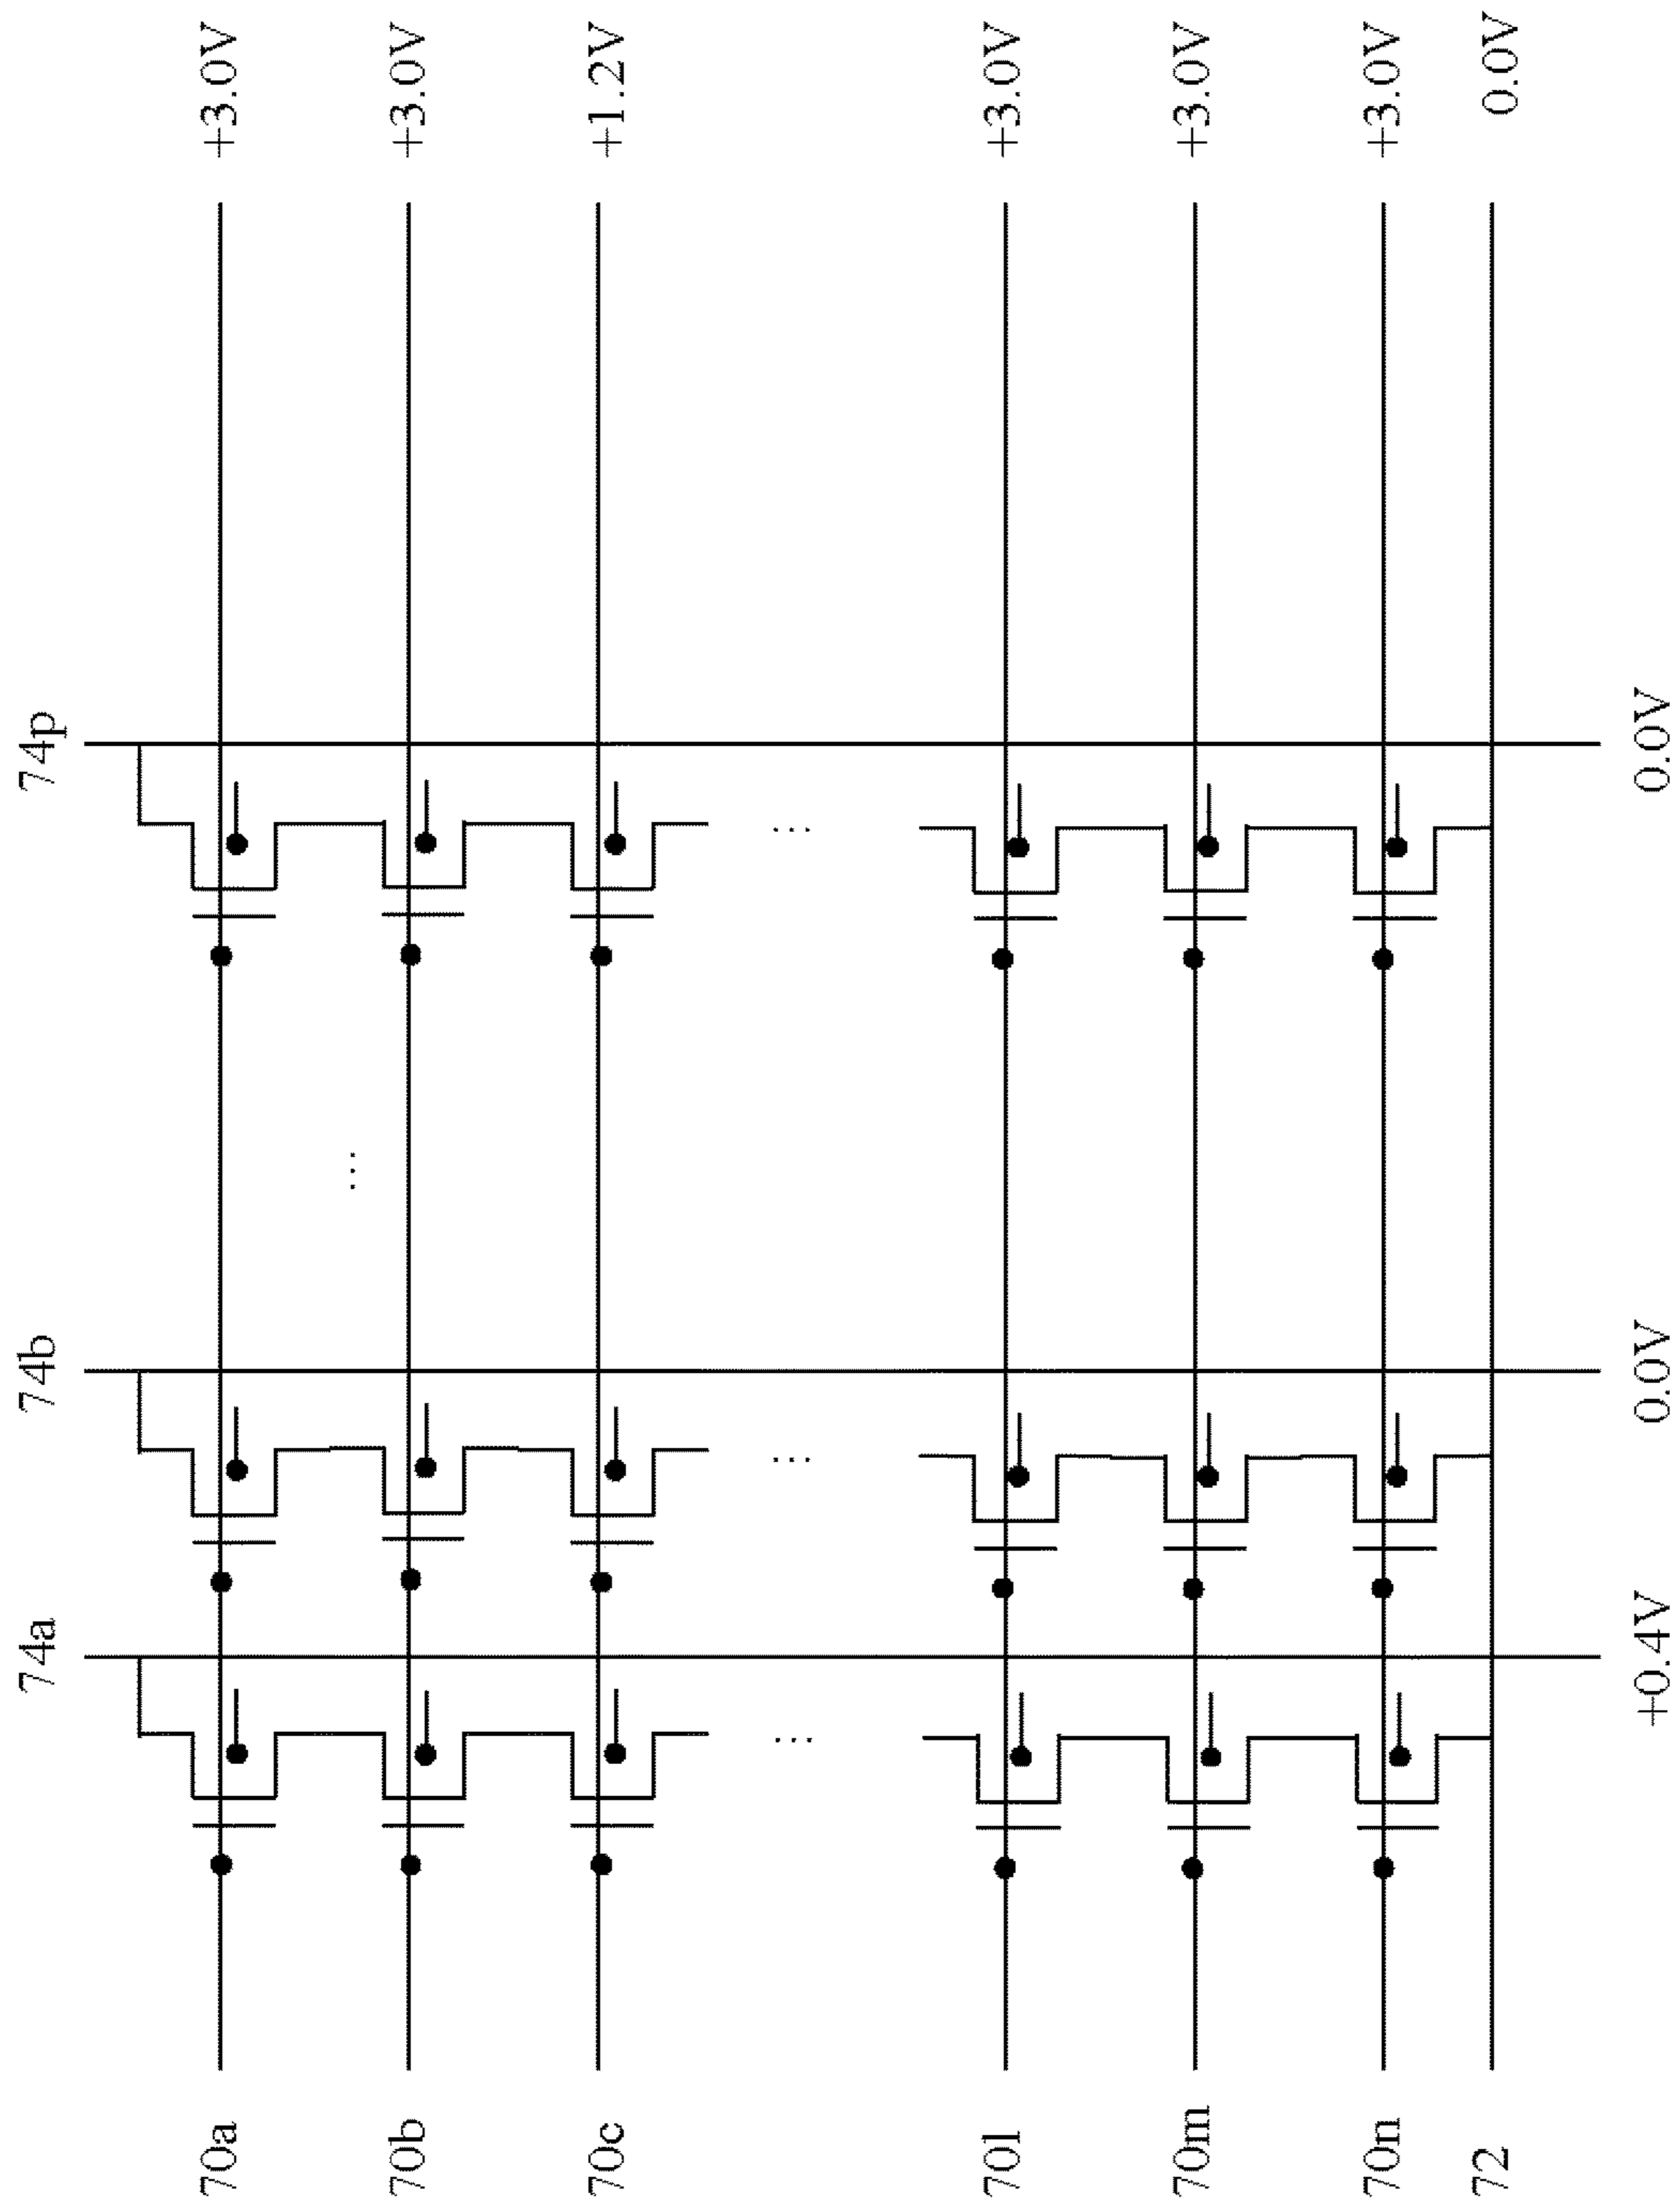 74a 74b 74p
70a +3.0V
70b +3.0V
70c +1.2V
70l +3.0V
70m +3.0V
70n +3.0V
72 0.0V
+0.4V 0.0V 0.0V